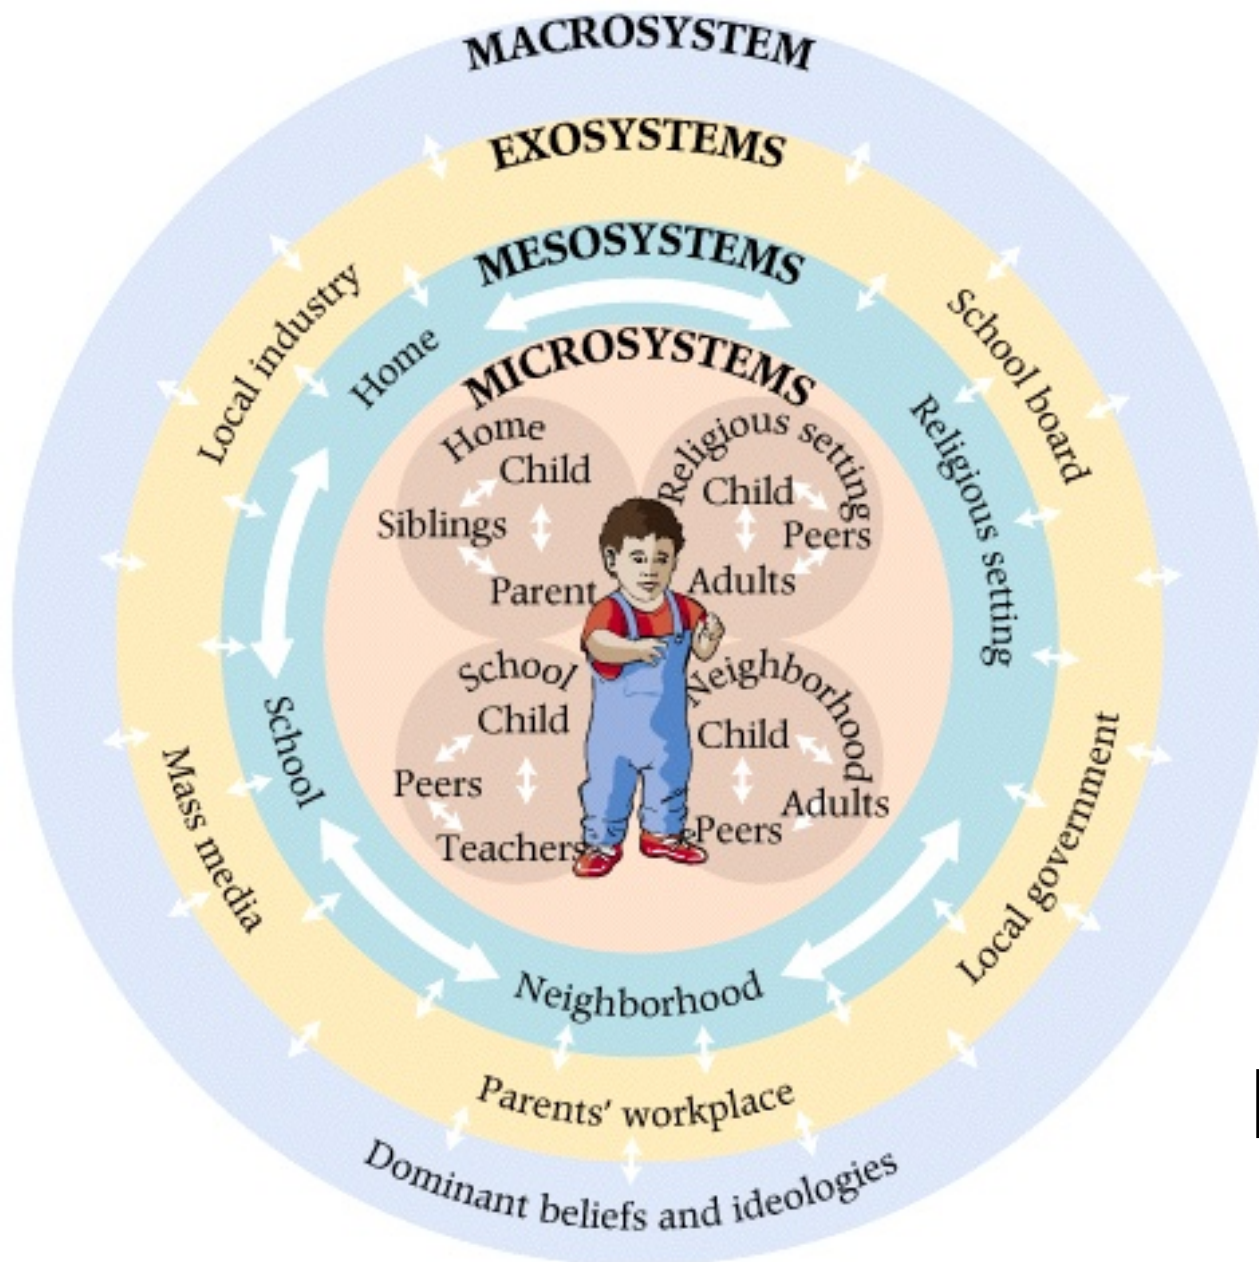 MACROSYSTEM
EXOSYSTEMS
MESOSYSTEMS
MICROSYSTEMS
Local industry
School board
Home
Religious setting
Home
Child
Siblings
Parent
Religious setting
Child
Peers
Adults
School
Child
Peers
Teachers
Neighborhood
Child
Adults
Peers
School
Mass media
Local government
Neighborhood
Parents' workplace
Dominant beliefs and ideologies